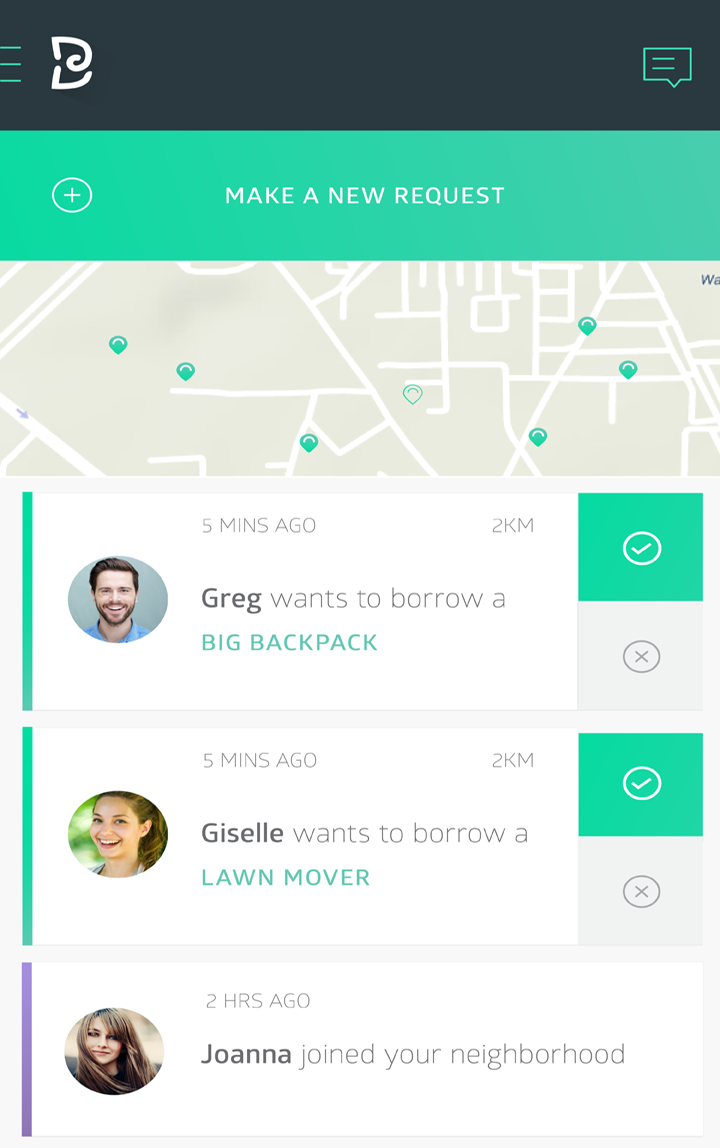 MAKE A NEW REQUEST
Wa
5 MINS AGO 2KM
Greg wants to borrow a
BIG BACKPACK
5 MINS AGO 2KM
Giselle wants to borrow a
LAWN MOVER
2 HRS AGO
Joanna joined your neighborhood